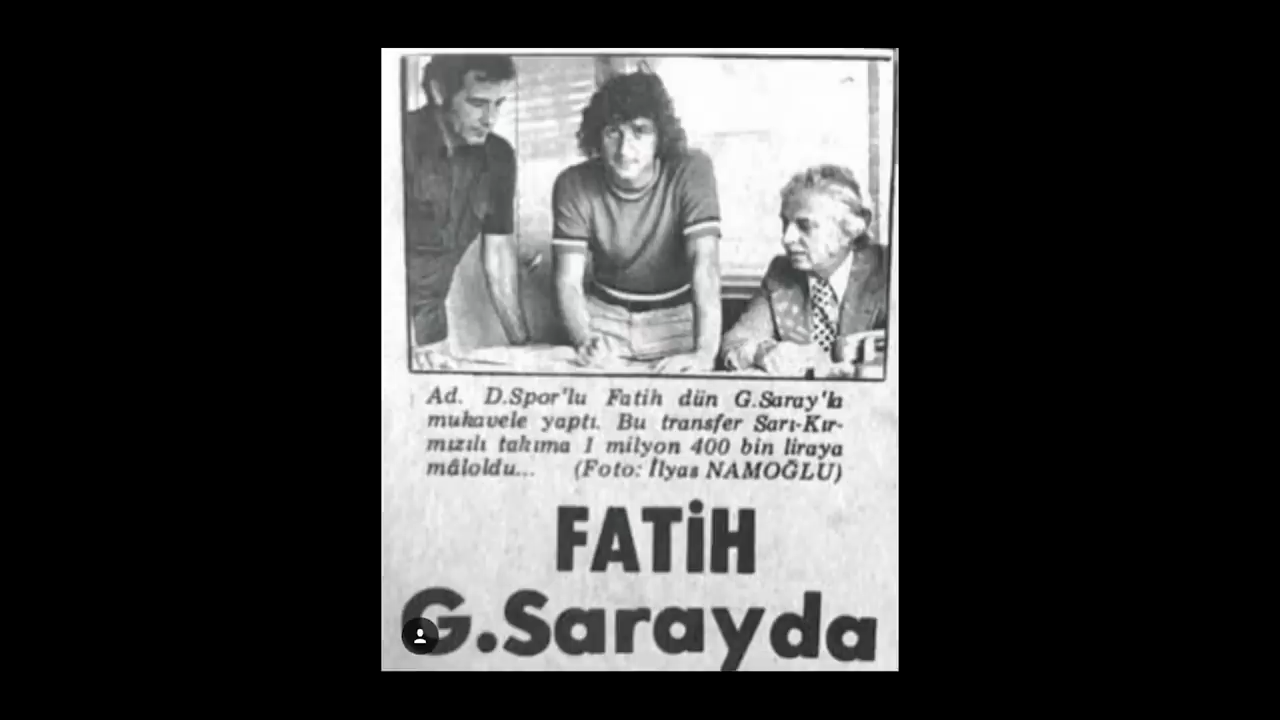 Ad. D.Spor'lu Fatih dün G.Saray'la
mukavele yaptı. Bu transfer Sarı-Kır-
mızılı takıma 1 milyon 400 bin liraya
mâloldu... (Foto: İlyas NAMOĞLU)
FATİH
G.Sarayda